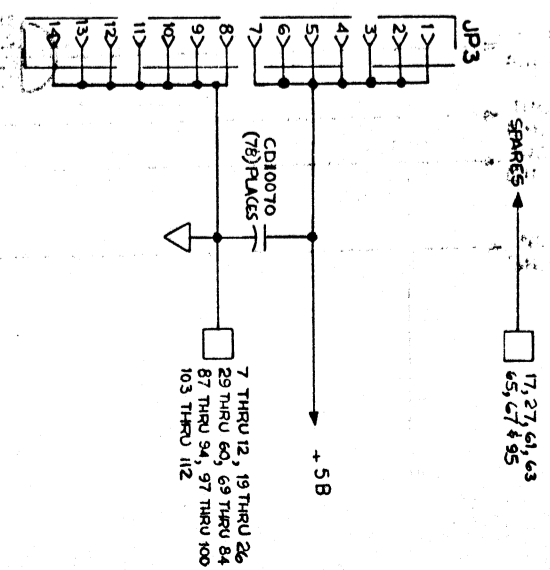 JP3
1
2
3
4
5
6
7
8
9
10
11
12
13
14
SPARES
17, 27, 61, 63
65, 67 & 95
CD10070
(78) PLACES
+5B
7 THRU 12, 19 THRU 26
29 THRU 60, 69 THRU 84
87 THRU 94, 97 THRU 100
103 THRU 112